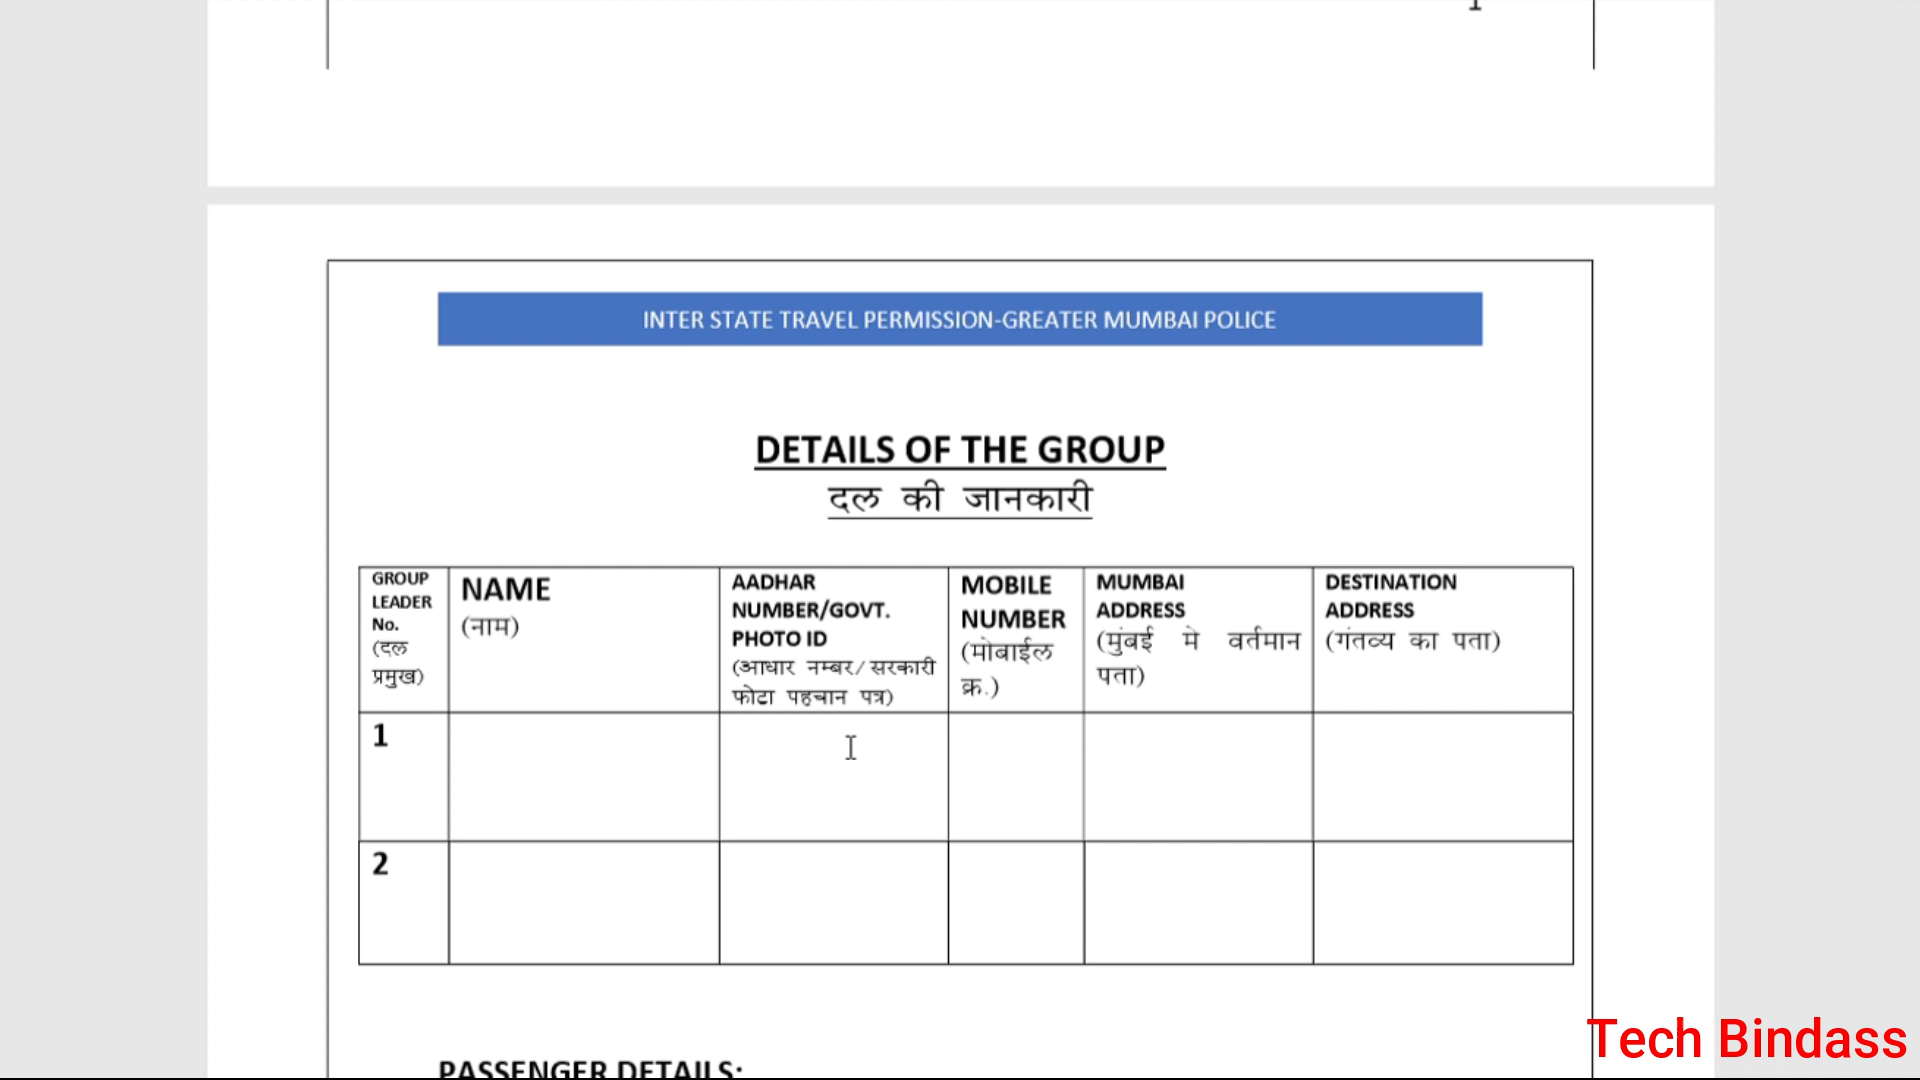 INTER STATE TRAVEL PERMISSION-GREATER MUMBAI POLICE
DETAILS OF THE GROUP
दल की जानकारी
GROUP
LEADER
No.
(दल
प्रमुख)
NAME
(नाम)
AADHAR
NUMBER/GOVT.
PHOTO ID
(आधार नम्बर/सरकारी
फोटा पहचान पत्र)
MOBILE
NUMBER
(मोबाईल
क्र.)
MUMBAI
ADDRESS
(मुंबई मे वर्तमान
पता)
DESTINATION
ADDRESS
(गंतव्य का पता)
1
2
PASSENGER DETAILS:
Tech Bindass